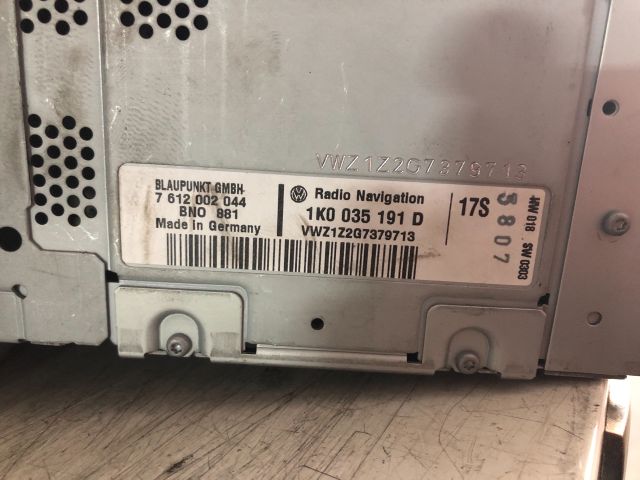 VWZ1Z2G7379713
BLAUPUNKT GMBH
7 612 002 044
BNO 881
Made in Germany
Radio Navigation
1K0 035 191 D
VWZ1Z2G7379713
17S
3807
HW 018 SW 0303